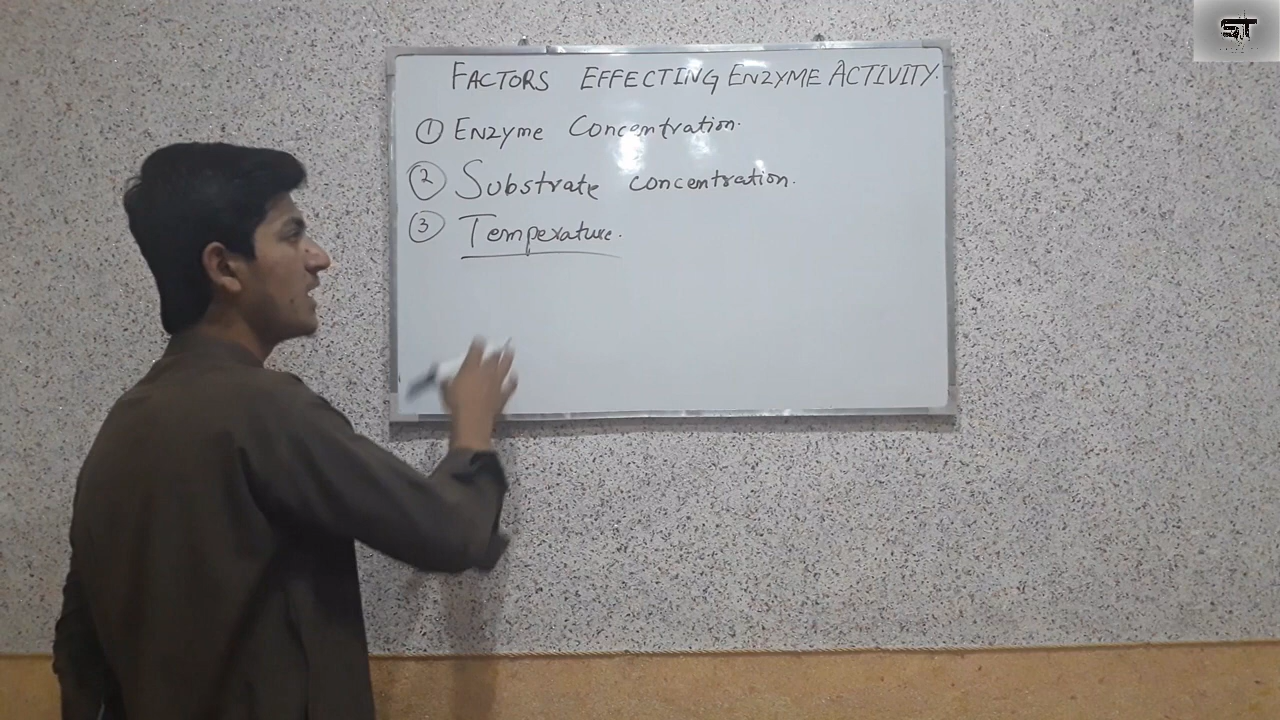 FACTORS EFFECTING ENZYME ACTIVITY.
① Enzyme Concentration.
② Substrate concentration.
③ Temperature.
ST